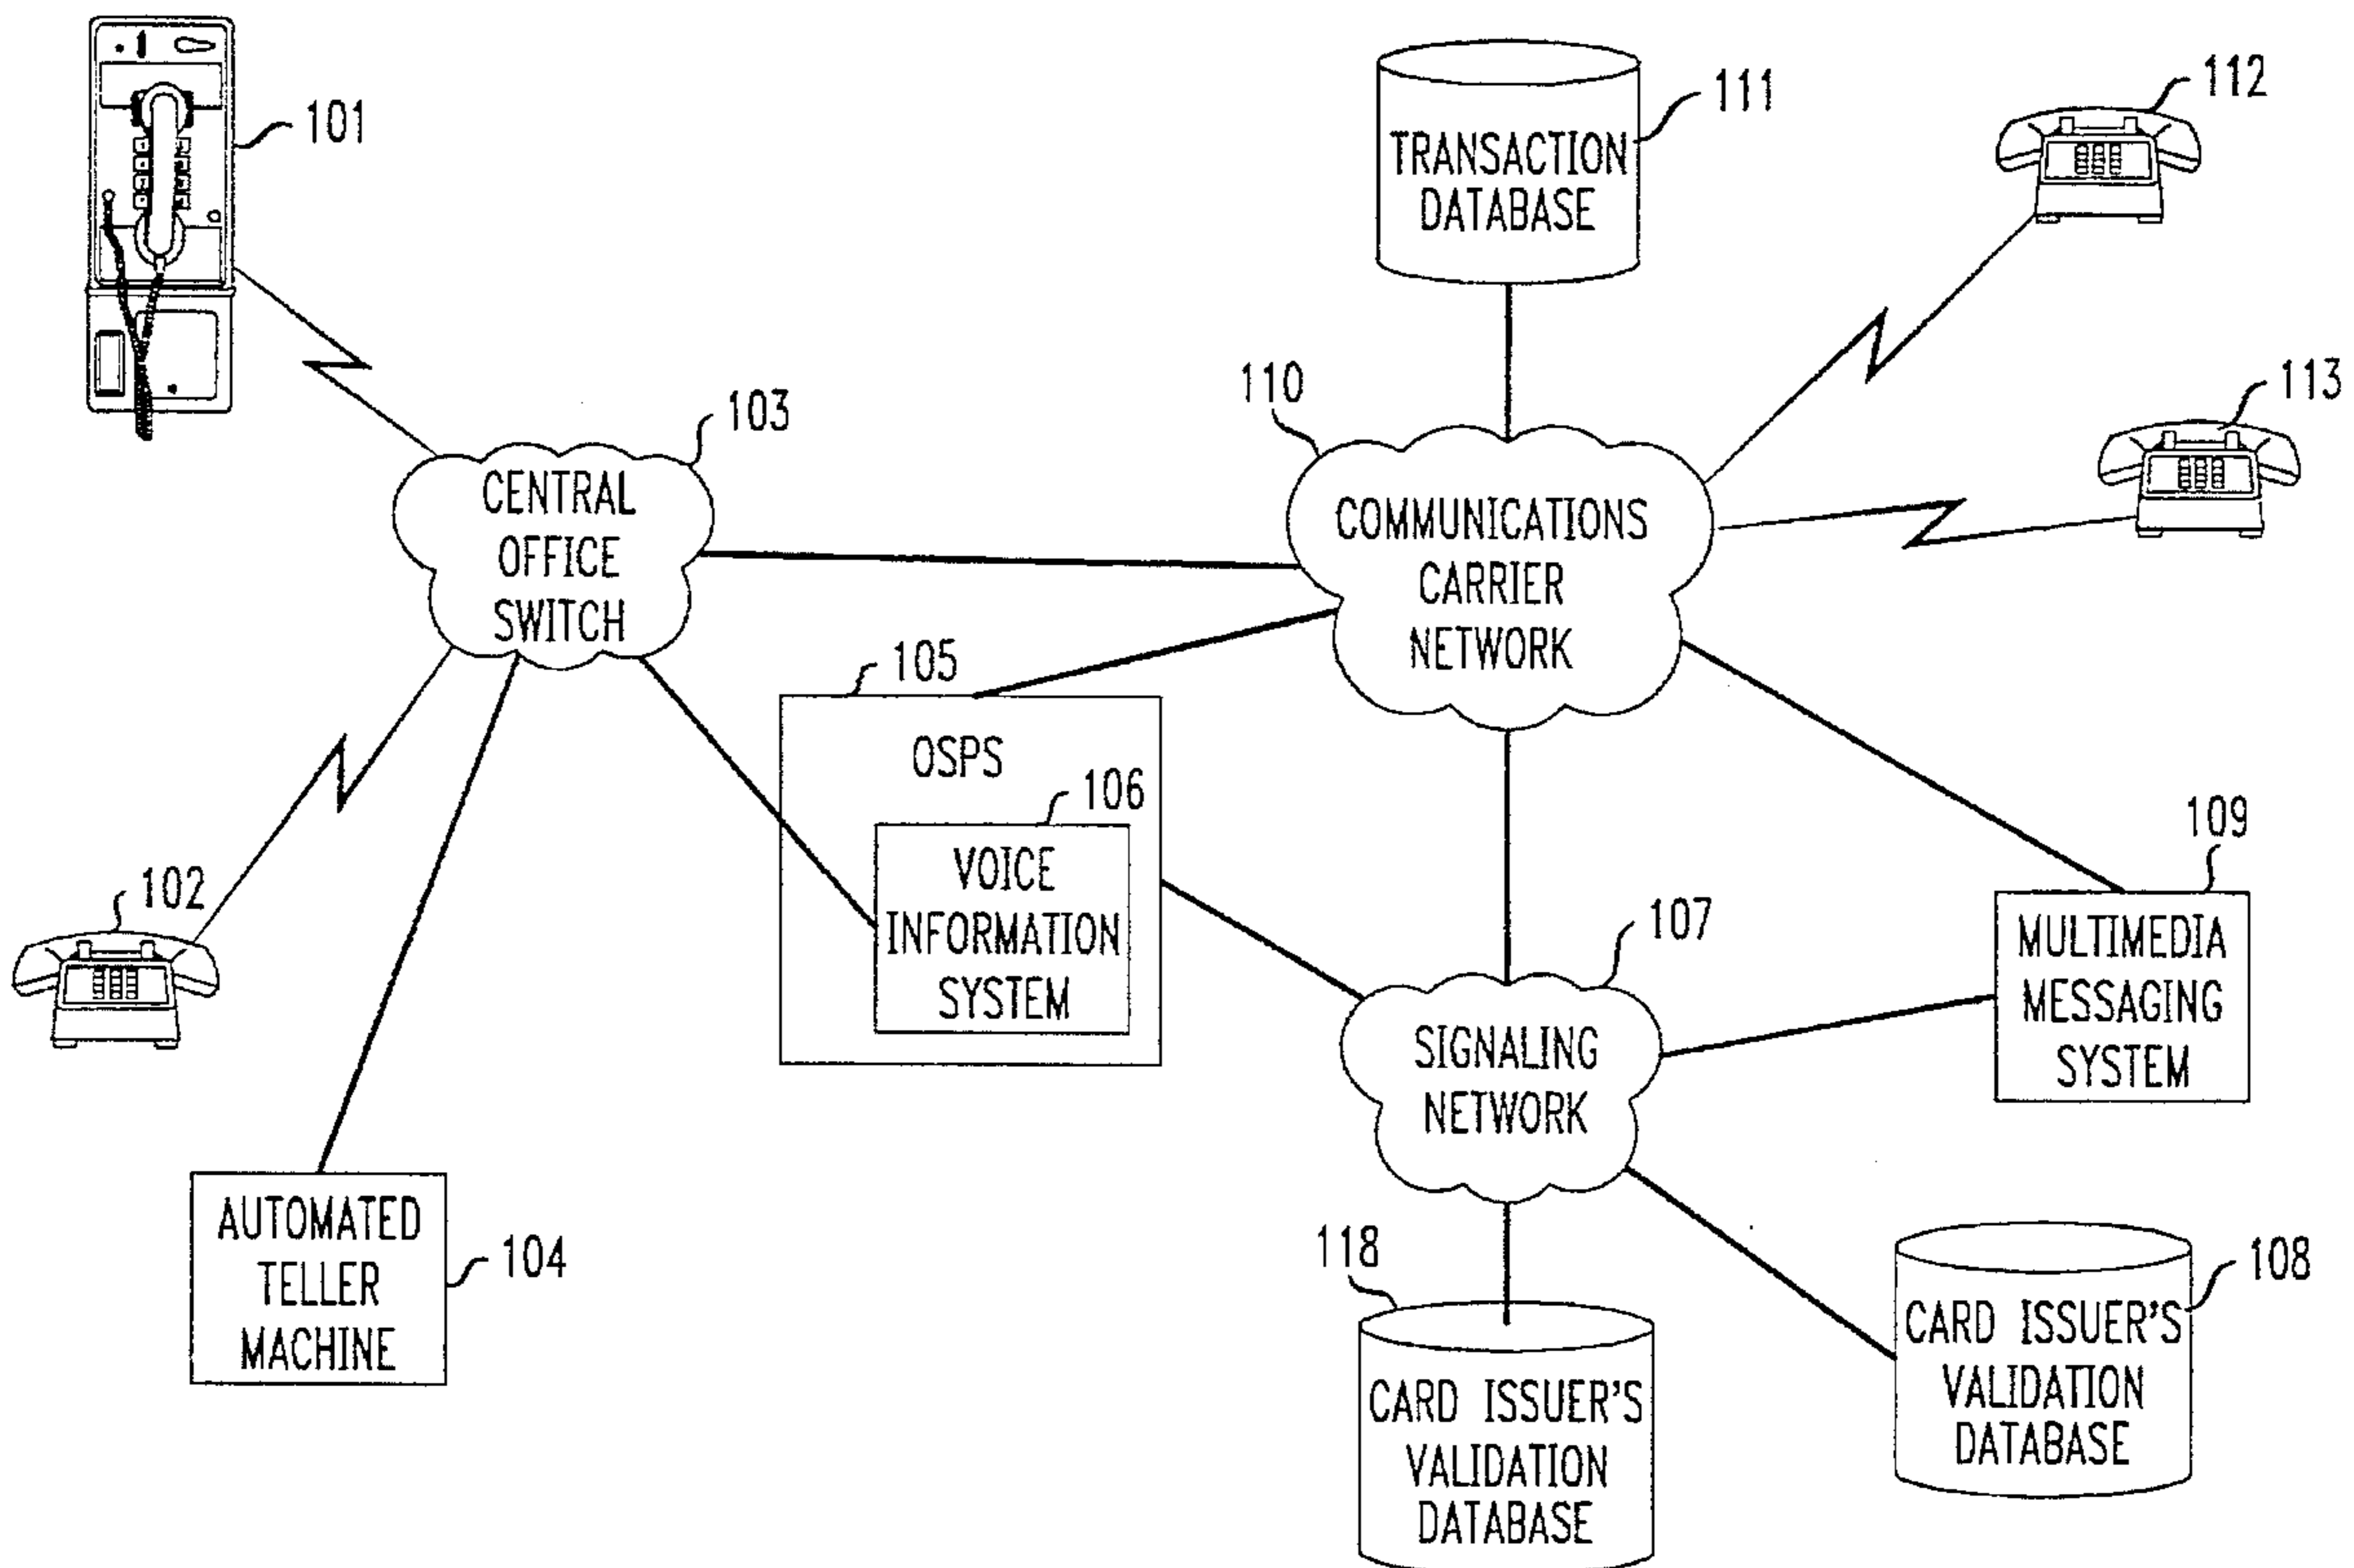 101
TRANSACTION
DATABASE
111
112
113
110
COMMUNICATIONS
CARRIER
NETWORK
103
CENTRAL
OFFICE
SWITCH
105
OSPS
106
VOICE
INFORMATION
SYSTEM
102
AUTOMATED
TELLER
MACHINE
104
107
SIGNALING
NETWORK
109
MULTIMEDIA
MESSAGING
SYSTEM
118
CARD ISSUER'S
VALIDATION
DATABASE
108
CARD ISSUER'S
VALIDATION
DATABASE